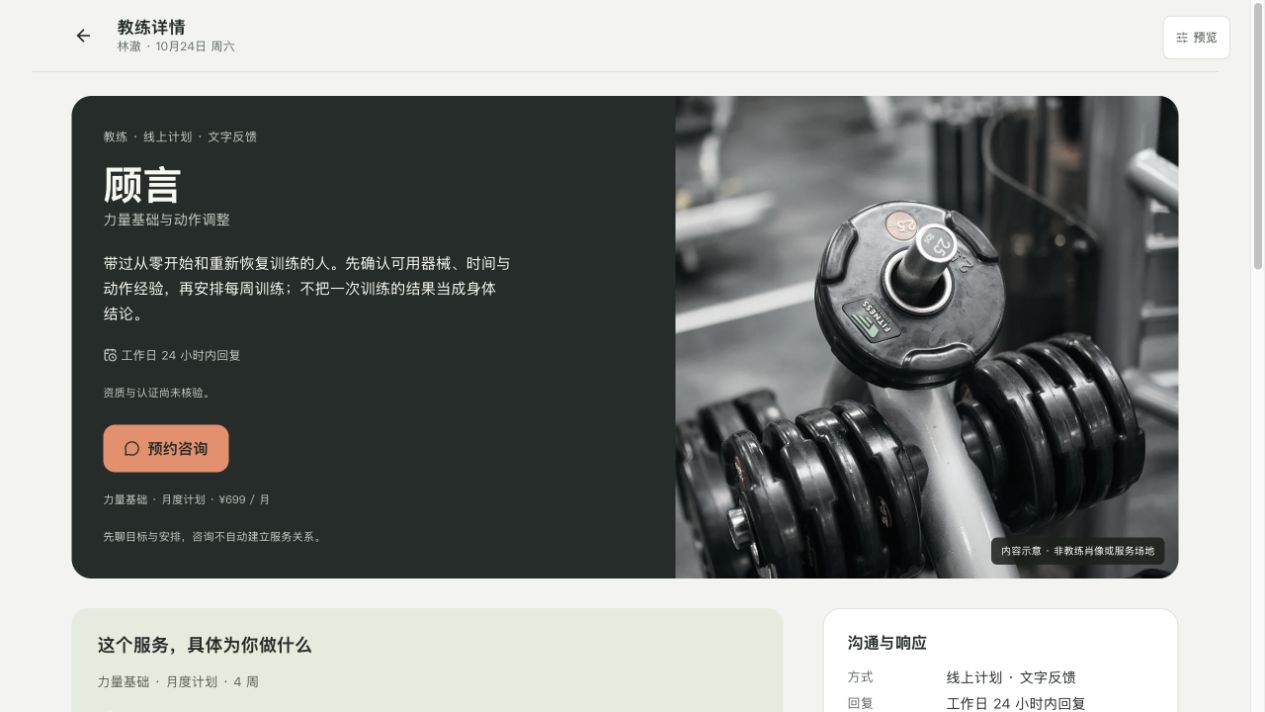 教练详情
林澈 · 10月24日 周六
预览
教练 · 线上计划 · 文字反馈
顾言
力量基础与动作调整
带过从零开始和重新恢复训练的人。先确认可用器械、时间与
动作经验，再安排每周训练；不把一次训练的结果当成身体
结论。
工作日 24 小时内回复
资质与认证尚未核验。
预约咨询
力量基础 · 月度计划 · ¥699 / 月
先聊目标与安排，咨询不自动建立服务关系。
2.5
25
FITNESS
内容示意 · 非教练肖像或服务场地
这个服务，具体为你做什么
力量基础 · 月度计划 · 4 周
沟通与响应
方式 线上计划 · 文字反馈
回复 工作日 24 小时内回复